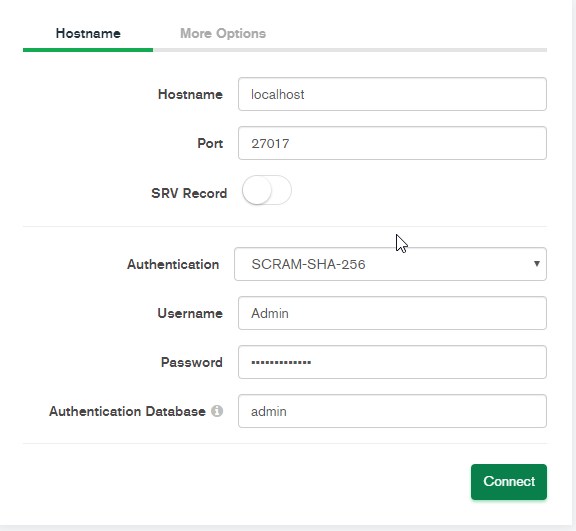 Hostname More Options
Hostname localhost
Port 27017
SRV Record
Authentication SCRAM-SHA-256
Username Admin
Password •••••••••••••
Authentication Database admin
Connect